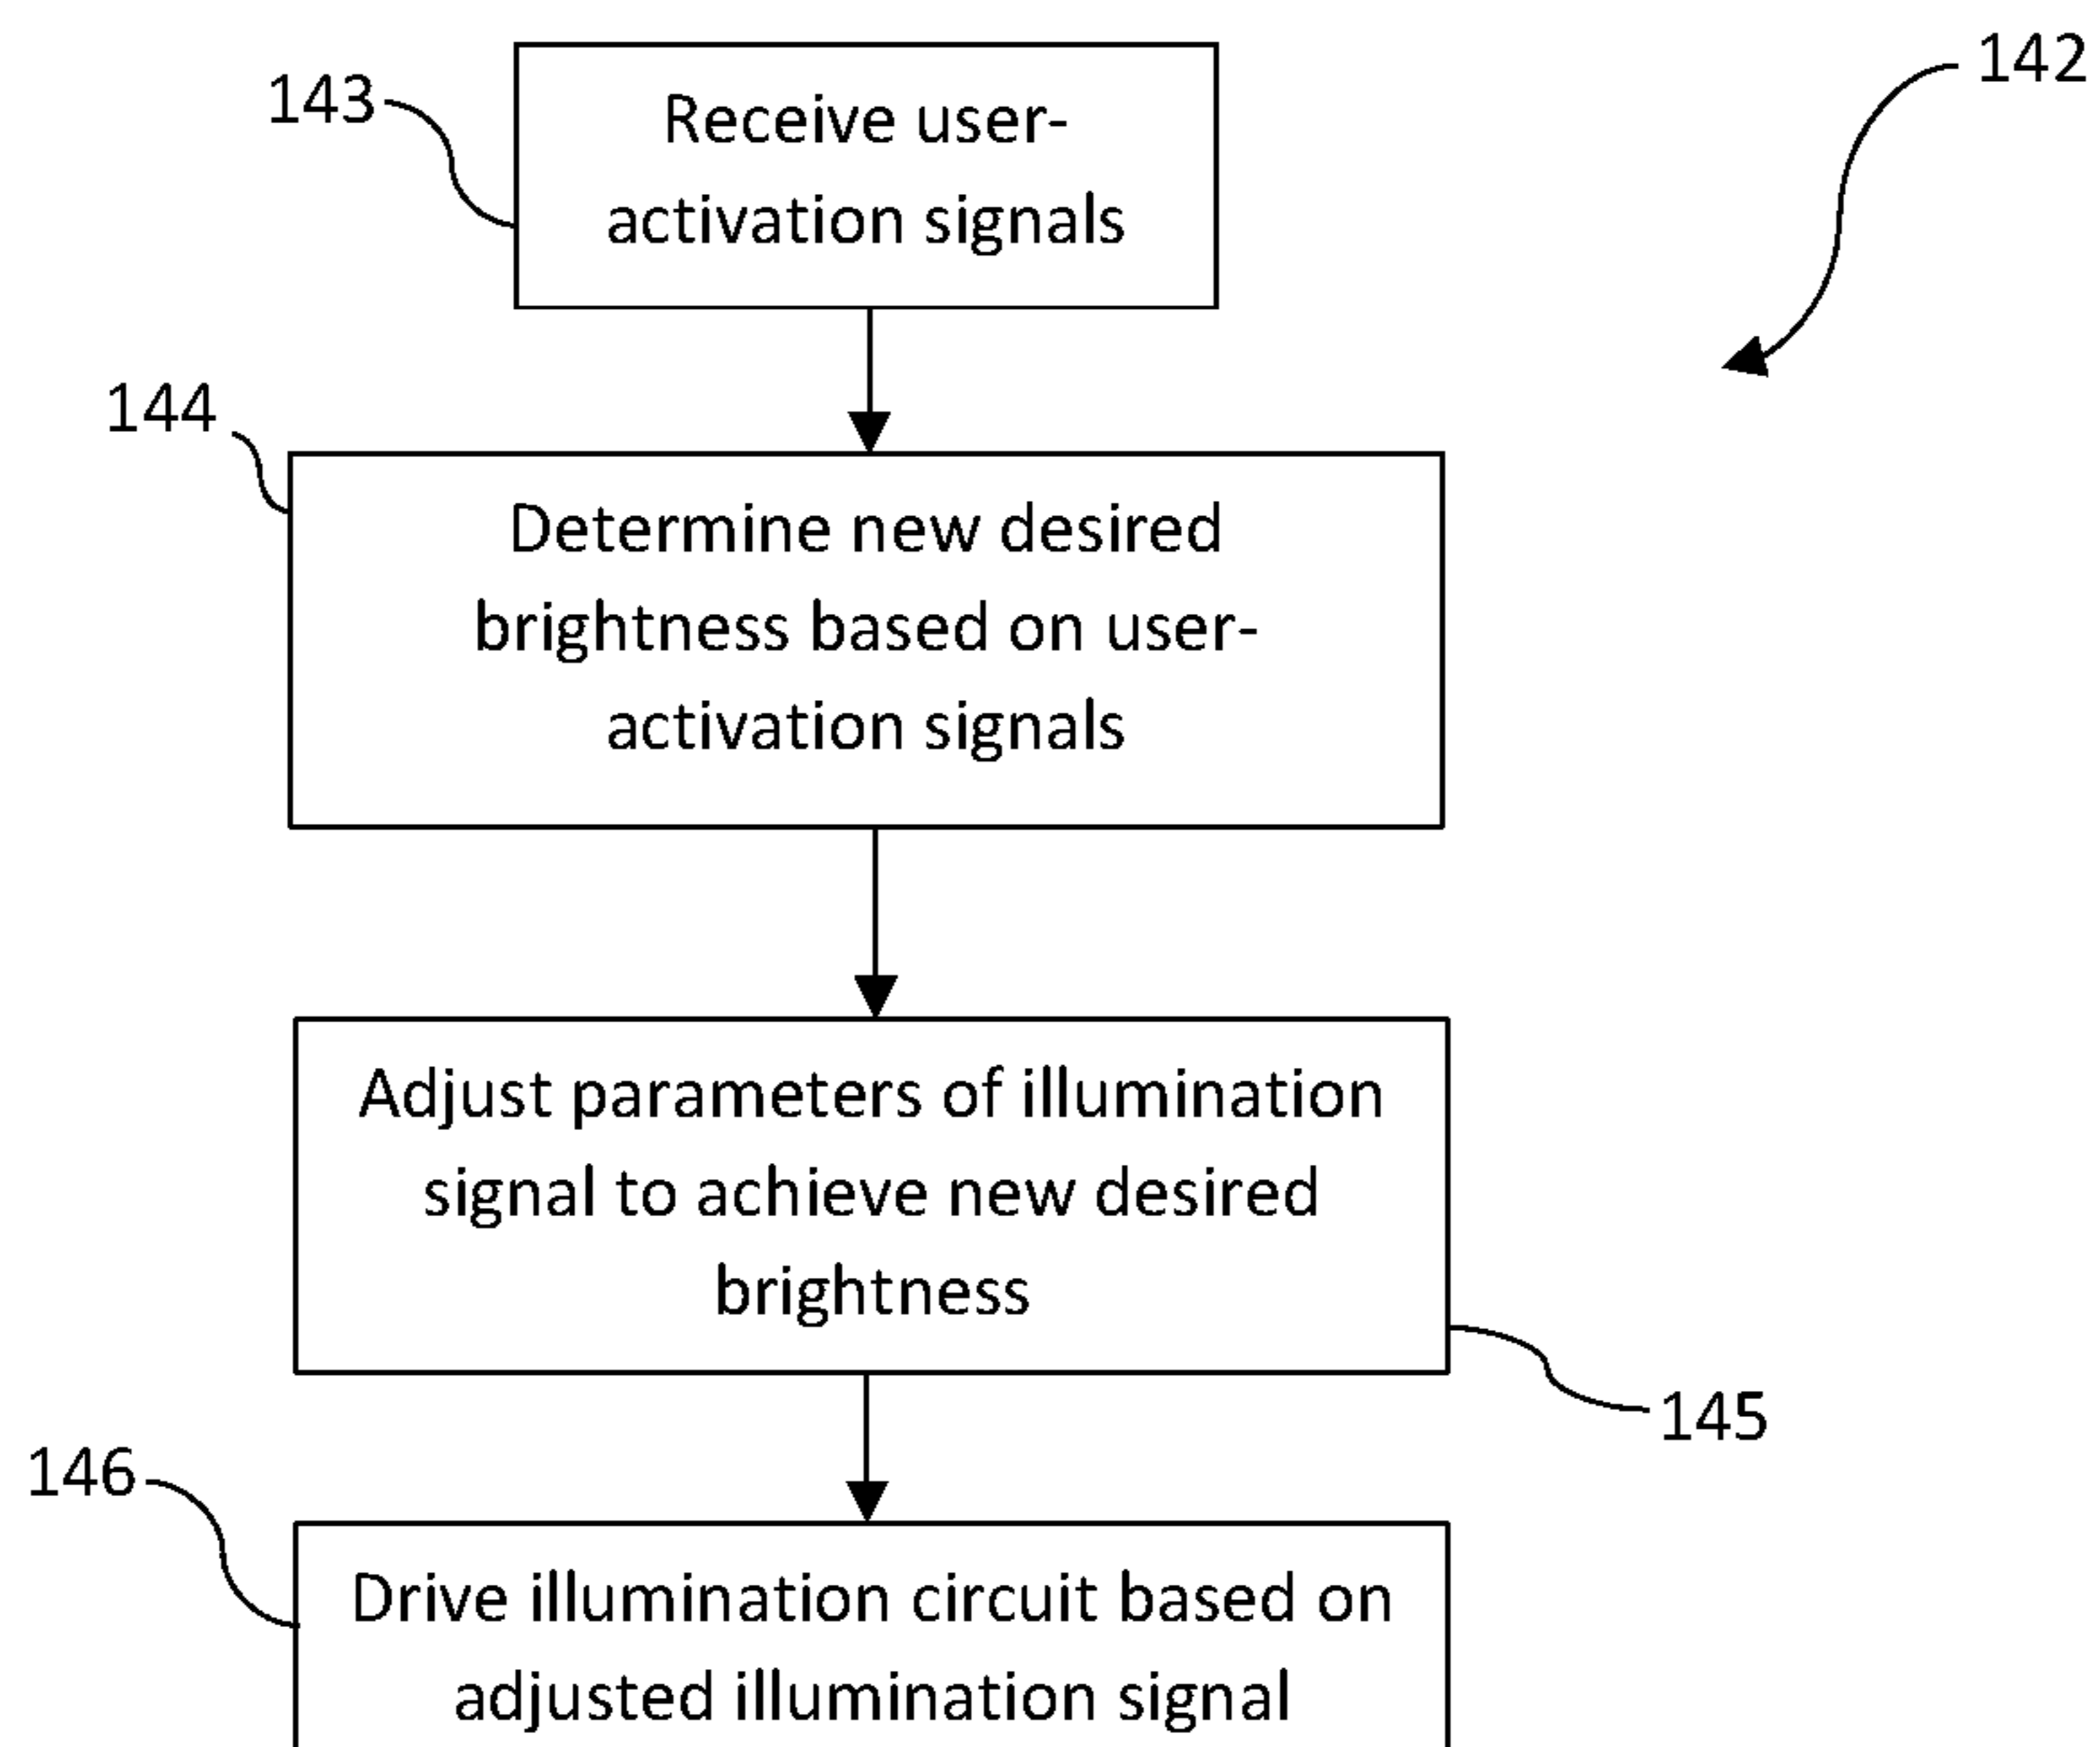 142
143
Receive user-
activation signals
144
Determine new desired
brightness based on user-
activation signals
Adjust parameters of illumination
signal to achieve new desired
brightness
145
146
Drive illumination circuit based on
adjusted illumination signal